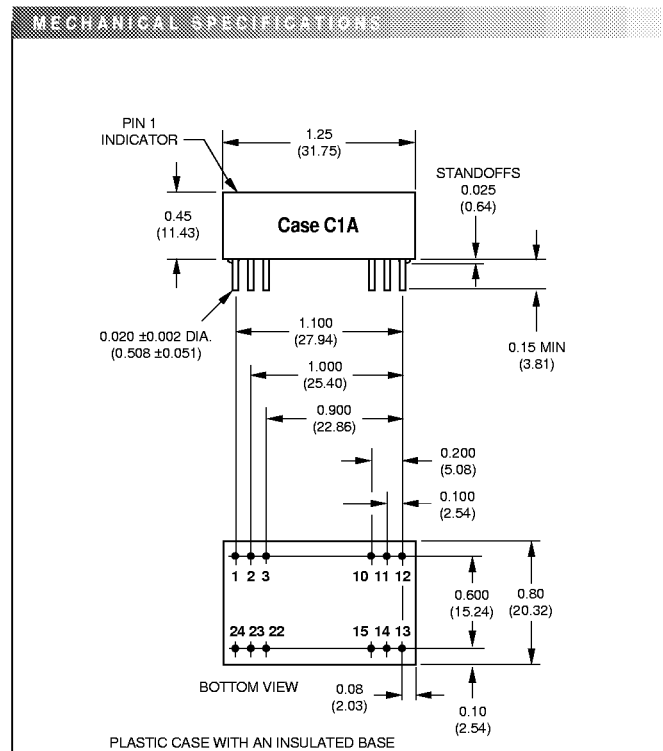 MECHANICAL SPECIFICATIONS
PIN 1
INDICATOR
1.25
(31.75)
STANDOFFS
0.025
(0.64)
0.45
(11.43)
Case C1A
0.020 ±0.002 DIA.
(0.508 ±0.051)
1.100
(27.94)
0.15 MIN
(3.81)
1.000
(25.40)
0.900
(22.86)
0.200
(5.08)
0.100
(2.54)
1 2 3 10 11 12
0.600
(15.24)
0.80
(20.32)
24 23 22 15 14 13
BOTTOM VIEW
0.08
(2.03)
0.10
(2.54)
PLASTIC CASE WITH AN INSULATED BASE